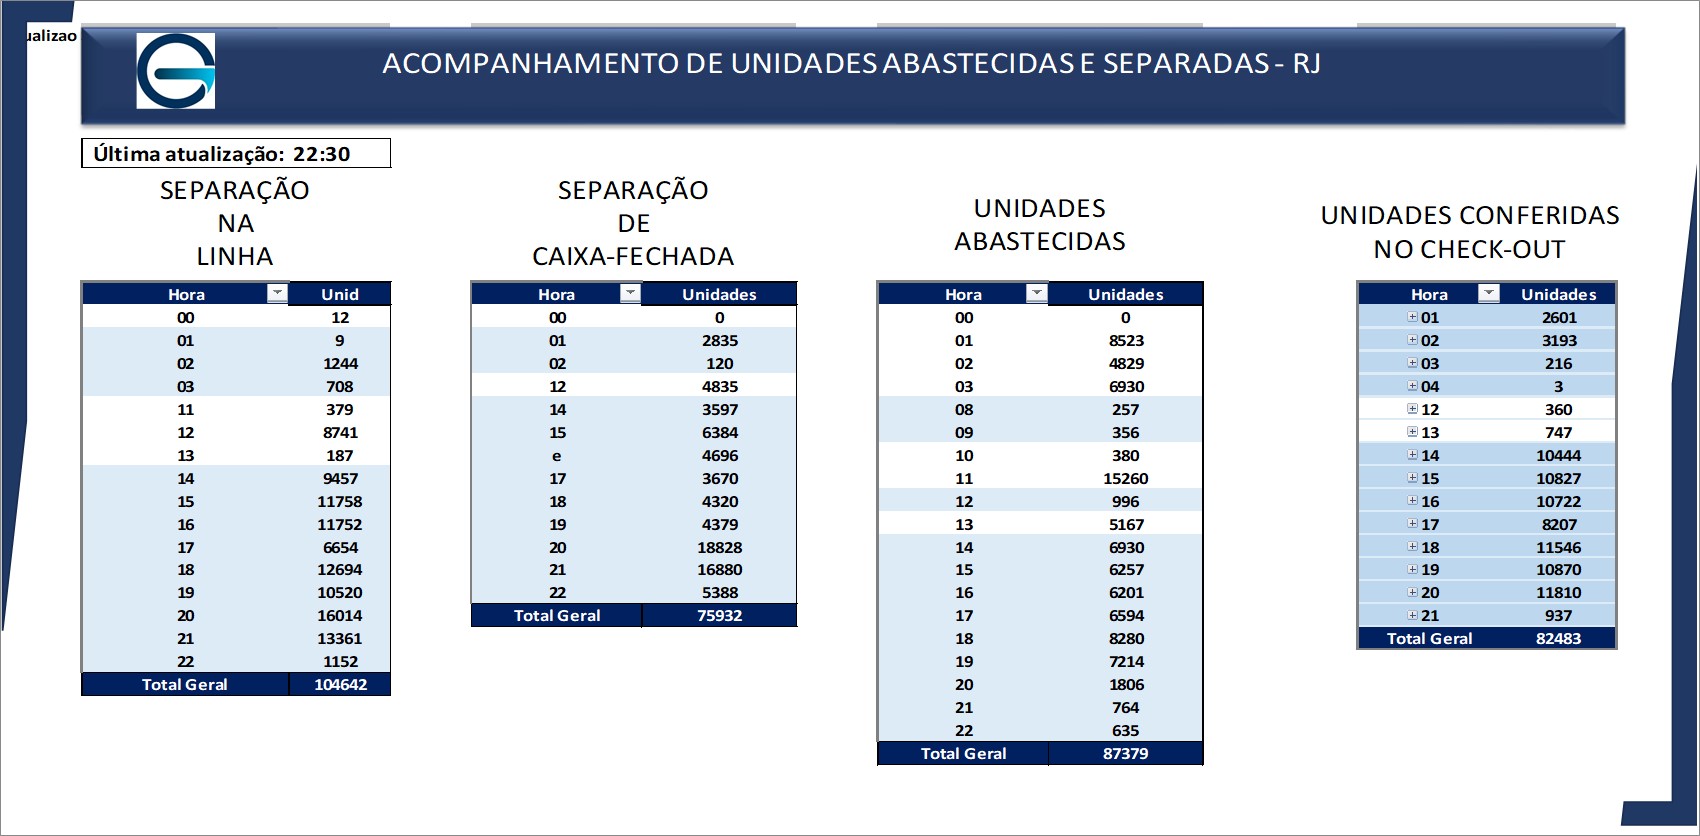 ualizao
ACOMPANHAMENTO DE UNIDADES ABASTECIDAS E SEPARADAS - RJ
Última atualização: 22:30
SEPARAÇÃO
NA
LINHA
Hora Unid
00 12
01 9
02 1244
03 708
11 379
12 8741
13 187
14 9457
15 11758
16 11752
17 6654
18 12694
19 10520
20 16014
21 13361
22 1152
Total Geral 104642
SEPARAÇÃO
DE
CAIXA-FECHADA
Hora Unidades
00 0
01 2835
02 120
12 4835
14 3597
15 6384
e 4696
17 3670
18 4320
19 4379
20 18828
21 16880
22 5388
Total Geral 75932
UNIDADES
ABASTECIDAS
Hora Unidades
00 0
01 8523
02 4829
03 6930
08 257
09 356
10 380
11 15260
12 996
13 5167
14 6930
15 6257
16 6201
17 6594
18 8280
19 7214
20 1806
21 764
22 635
Total Geral 87379
UNIDADES CONFERIDAS
NO CHECK-OUT
Hora Unidades
01 2601
02 3193
03 216
04 3
12 360
13 747
14 10444
15 10827
16 10722
17 8207
18 11546
19 10870
20 11810
21 937
Total Geral 82483